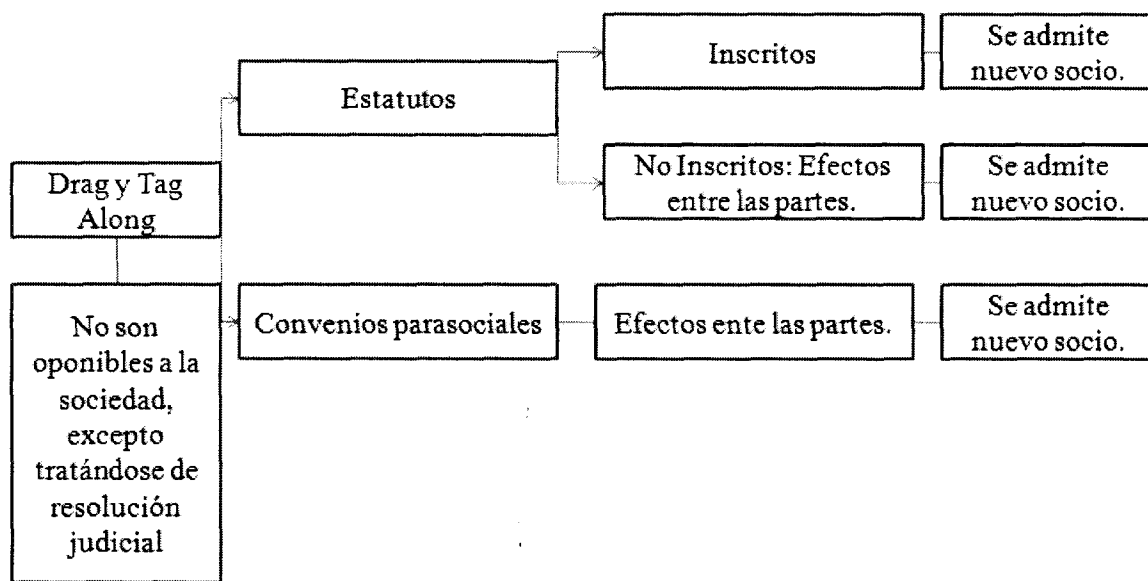 Drag y Tag
Along
No son
oponibles a la
sociedad,
excepto
tratándose de
resolución
judicial
Estatutos
Inscritos
Se admite
nuevo socio.
No Inscritos: Efectos
entre las partes.
Se admite
nuevo socio.
Convenios parasociales
Efectos ente las partes.
Se admite
nuevo socio.